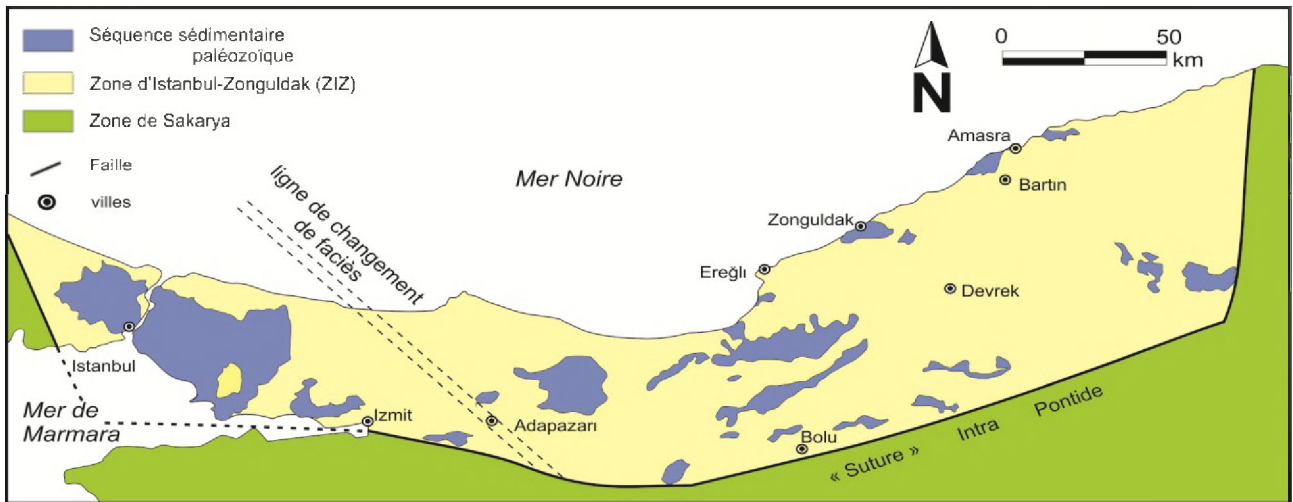 Séquence sédimentaire
paléozoïque
Zone d'Istanbul-Zonguldak (ZIZ)
Zone de Sakarya
Faille
villes
0 50
km
N
Mer Noire
ligne de changement
de faciès
Amasra
Bartın
Zonguldak
Ereğlı
Devrek
Istanbul
Mer de
Marmara
Izmit
Adapazarı
Bolu
« Suture » Intra Pontide